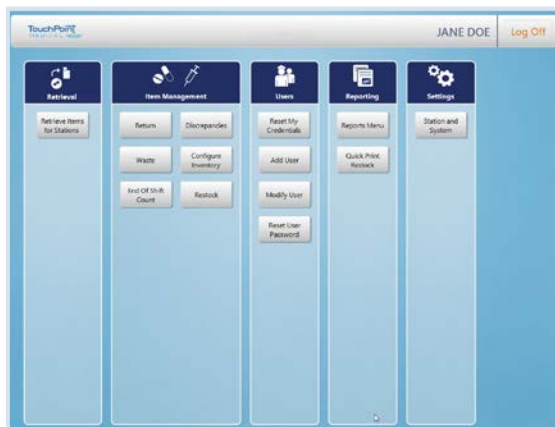 TouchPoint
MEDICAL
JANE DOE
Log Off
Retrieval
Item Management
Users
Reporting
Settings
Retrieve Items
for Stations
Return
Discrepancies
Reset My
Credentials
Reports Menu
Station and
System
Waste
Configure
Inventory
Add User
Quick Print
Restock
End Of Shift
Count
Restock
Modify User
Reset User
Password